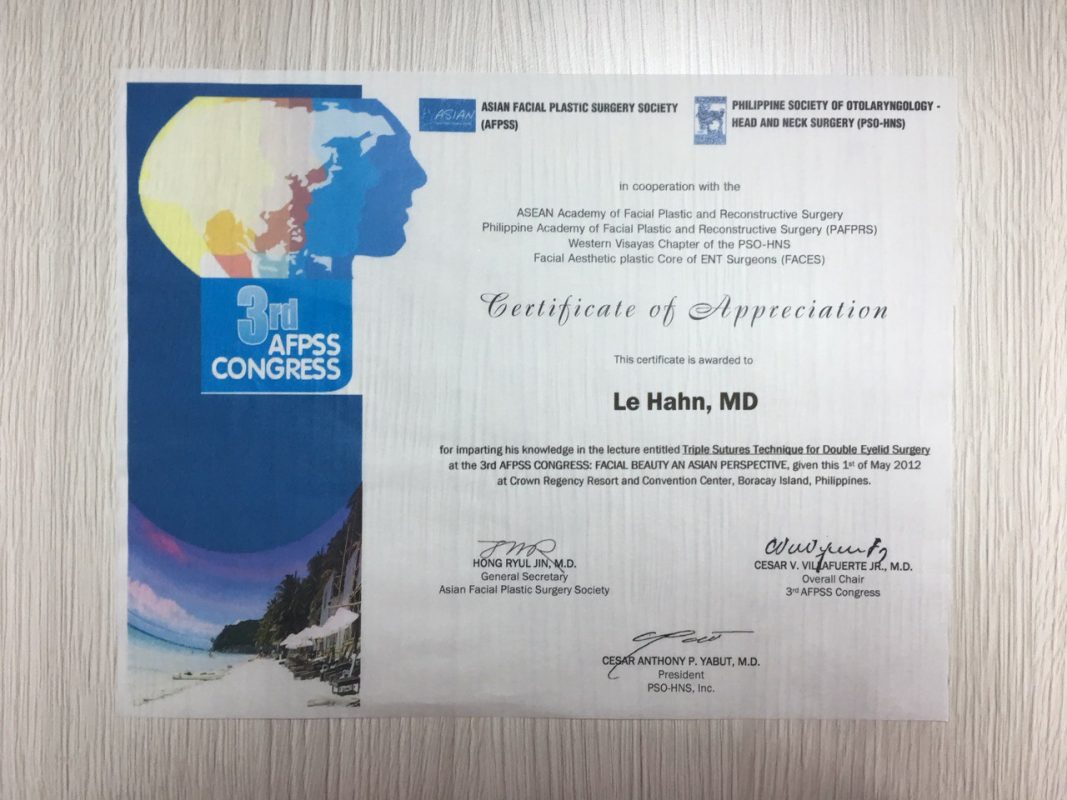 ASIAN
ASIAN FACIAL PLASTIC SURGERY SOCIETY
(AFPSS)
PHILIPPINE SOCIETY OF OTOLARYNGOLOGY -
HEAD AND NECK SURGERY (PSO-HNS)
in cooperation with the
ASEAN Academy of Facial Plastic and Reconstructive Surgery
Philippine Academy of Facial Plastic and Reconstructive Surgery (PAFPRS)
Western Visayas Chapter of the PSO-HNS
Facial Aesthetic plastic Core of ENT Surgeons (FACES)
3rd
AFPSS
CONGRESS
Certificate of Appreciation
This certificate is awarded to
Le Hahn, MD
for imparting his knowledge in the lecture entitled Triple Sutures Technique for Double Eyelid Surgery
at the 3rd AFPSS CONGRESS: FACIAL BEAUTY AN ASIAN PERSPECTIVE, given this 1st of May 2012
at Crown Regency Resort and Convention Center, Boracay Island, Philippines.
HONG RYUL JIN, M.D.
General Secretary
Asian Facial Plastic Surgery Society
CESAR V. VILLAFUERTE JR., M.D.
Overall Chair
3rd AFPSS Congress
CESAR ANTHONY P. YABUT, M.D.
President
PSO-HNS, Inc.